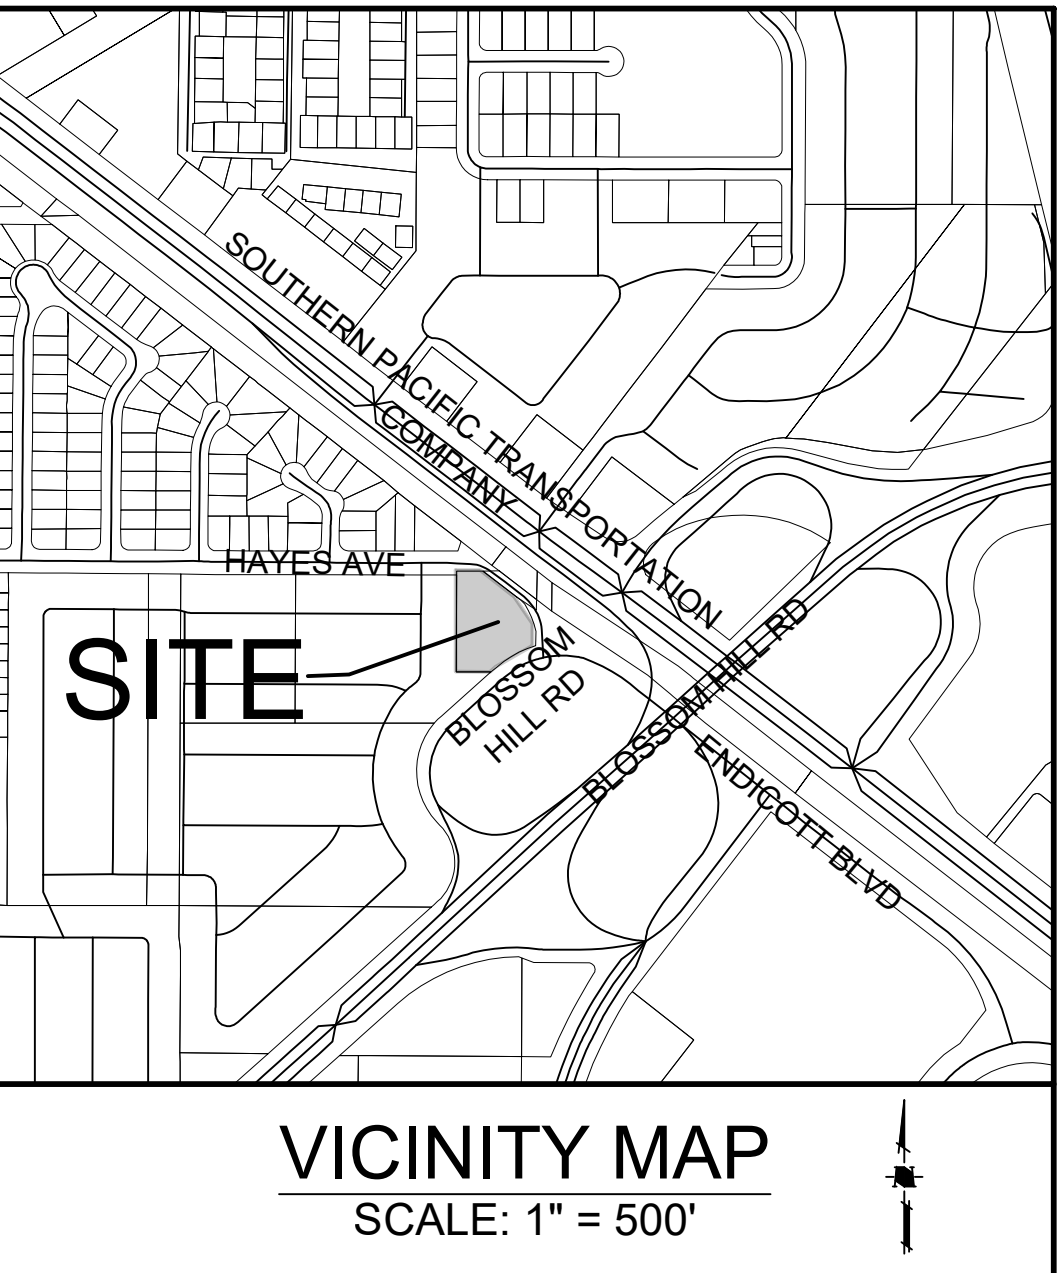 SOUTHERN PACIFIC TRANSPORTATION
COMPANY
HAYES AVE
SITE
BLOSSOM
HILL RD
BLOSSOM HILL RD
ENDICOTT BLVD
VICINITY MAP
SCALE: 1" = 500'